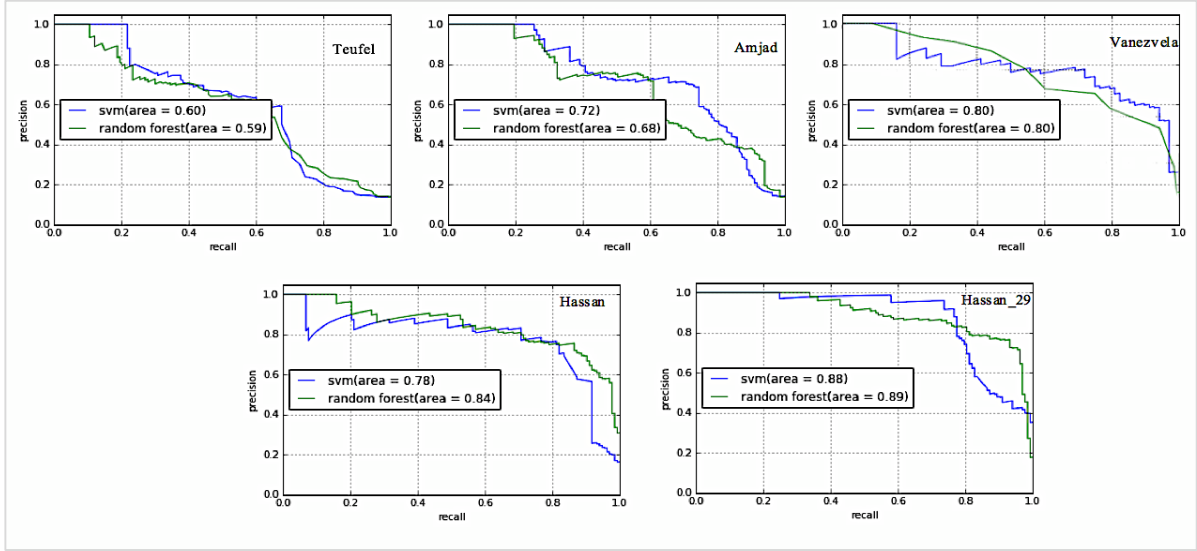 Teufel
1.0
0.8
0.6
0.4
0.2
0.0
precision
svm(area = 0.60)
random forest(area = 0.59)
0.0 0.2 0.4 0.6 0.8 1.0
recall
Amjad
1.0
0.8
0.6
0.4
0.2
0.0
precision
svm(area = 0.72)
random forest(area = 0.68)
0.0 0.2 0.4 0.6 0.8 1.0
recall
Vanezvela
1.0
0.8
0.6
0.4
0.2
0.0
precision
svm(area = 0.80)
random forest(area = 0.80)
0.0 0.2 0.4 0.6 0.8 1.0
recall
Hassan
1.0
0.8
0.6
0.4
0.2
0.0
precision
svm(area = 0.78)
random forest(area = 0.84)
0.0 0.2 0.4 0.6 0.8 1.0
recall
Hassan_29
1.0
0.8
0.6
0.4
0.2
0.0
precision
svm(area = 0.88)
random forest(area = 0.89)
0.0 0.2 0.4 0.6 0.8 1.0
recall